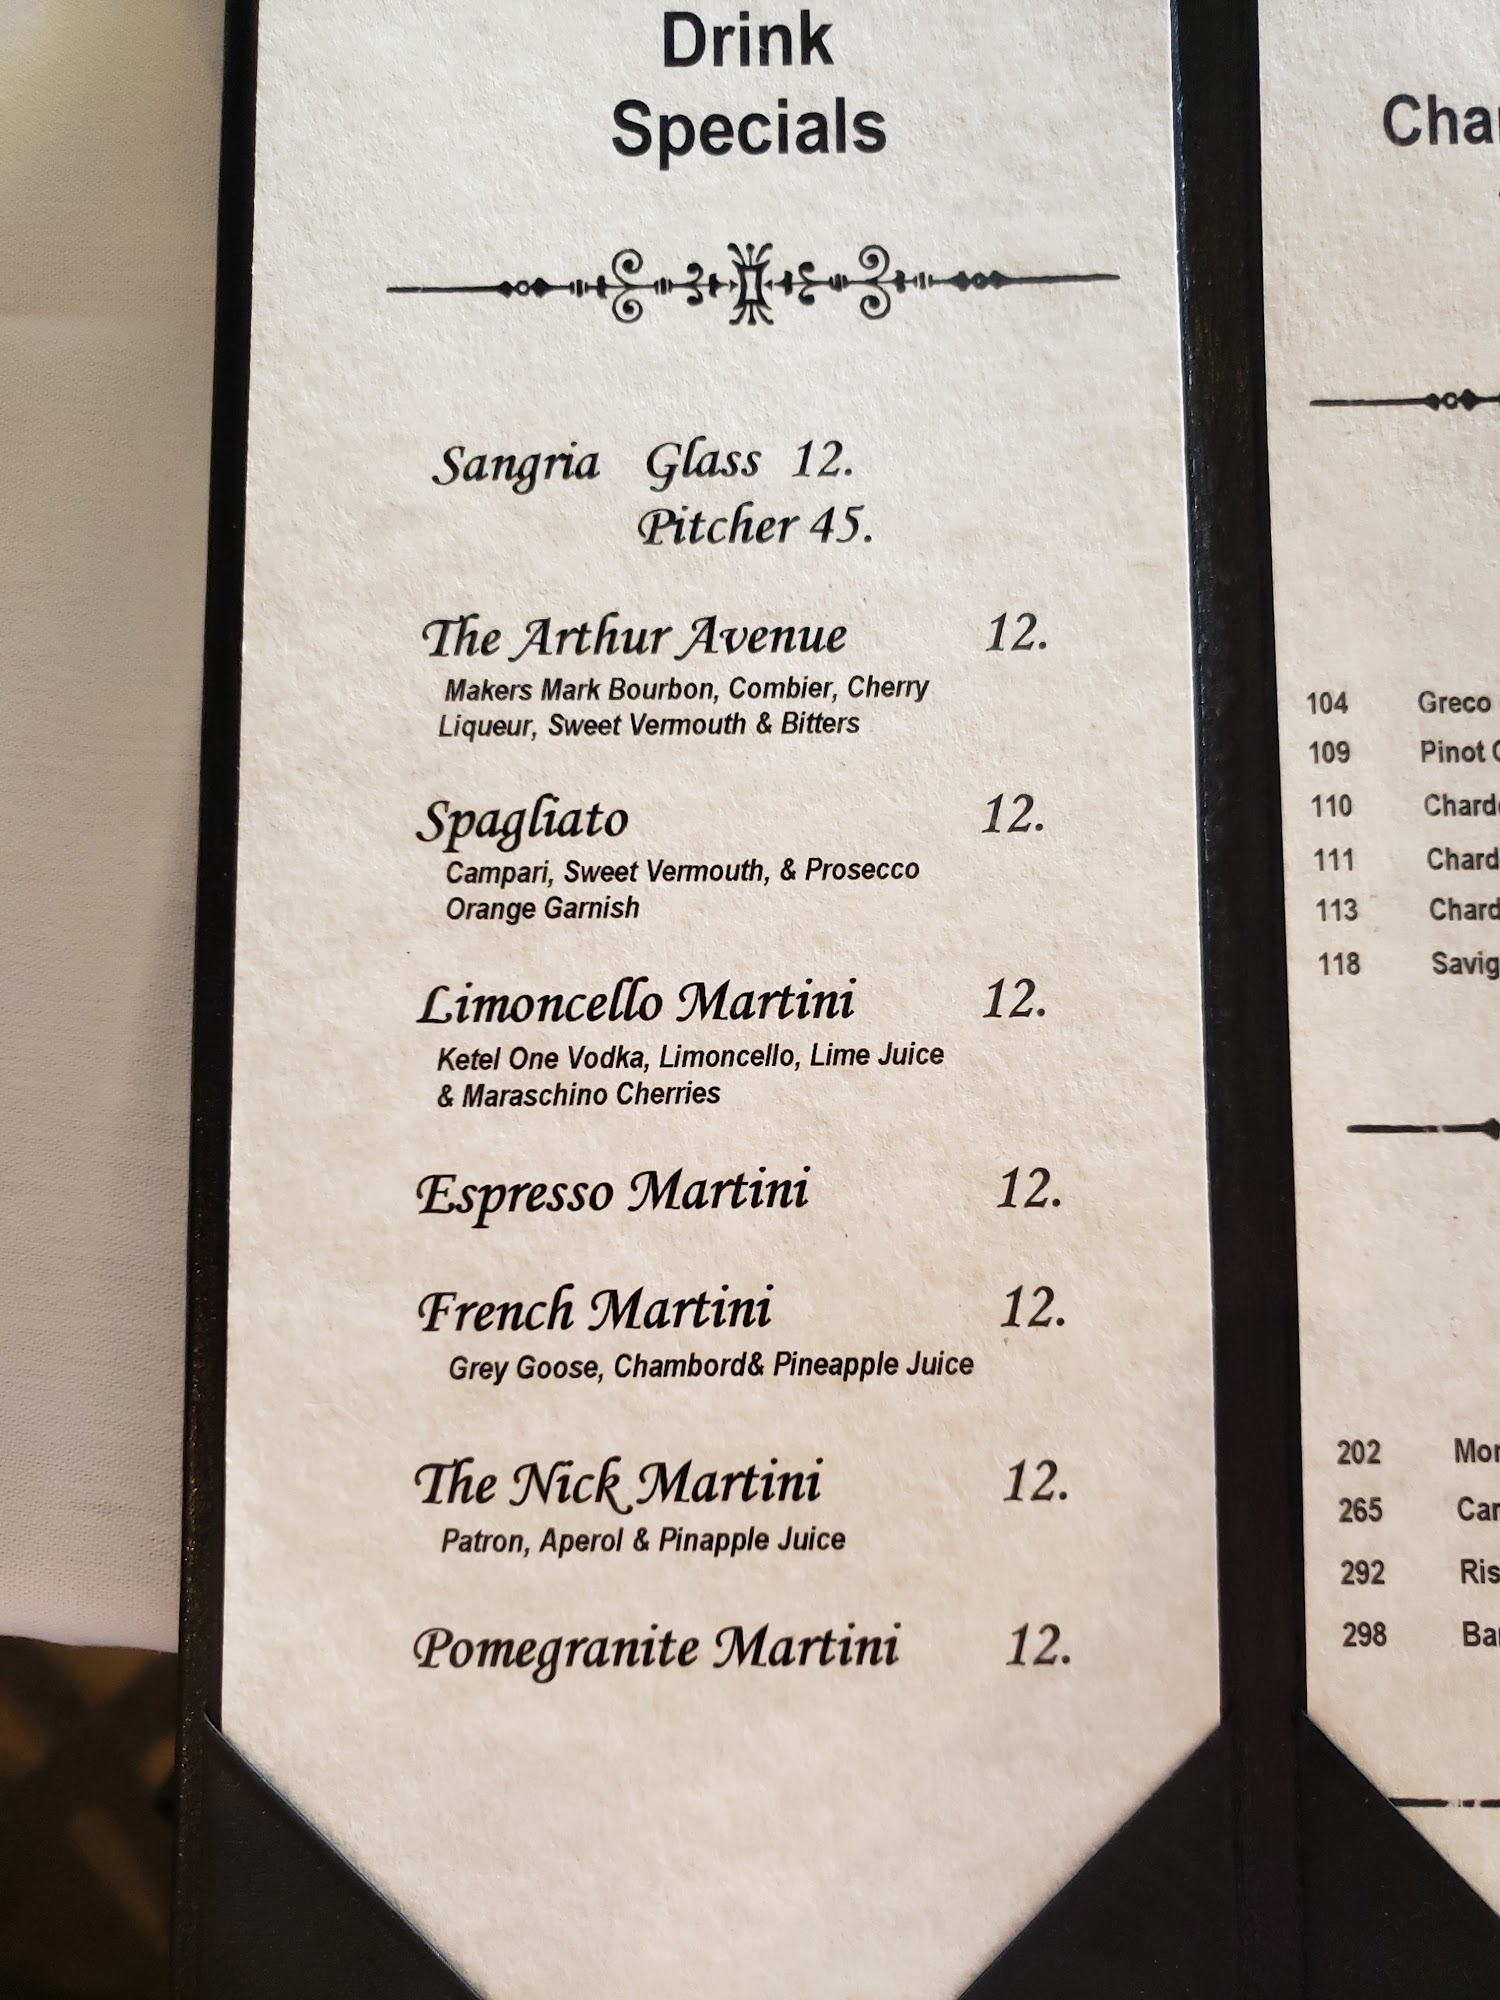 Drink
Specials
Sangria Glass 12.
Pitcher 45.
The Arthur Avenue 12.
Makers Mark Bourbon, Combier, Cherry
Liqueur, Sweet Vermouth & Bitters
Spagliato 12.
Campari, Sweet Vermouth, & Prosecco
Orange Garnish
Limoncello Martini 12.
Ketel One Vodka, Limoncello, Lime Juice
& Maraschino Cherries
Espresso Martini 12.
French Martini 12.
Grey Goose, Chambord& Pineapple Juice
The Nick Martini 12.
Patron, Aperol & Pinapple Juice
Pomegranite Martini 12.
104 Greco
109 Pinot
110
111
113
118
202
265
292
298